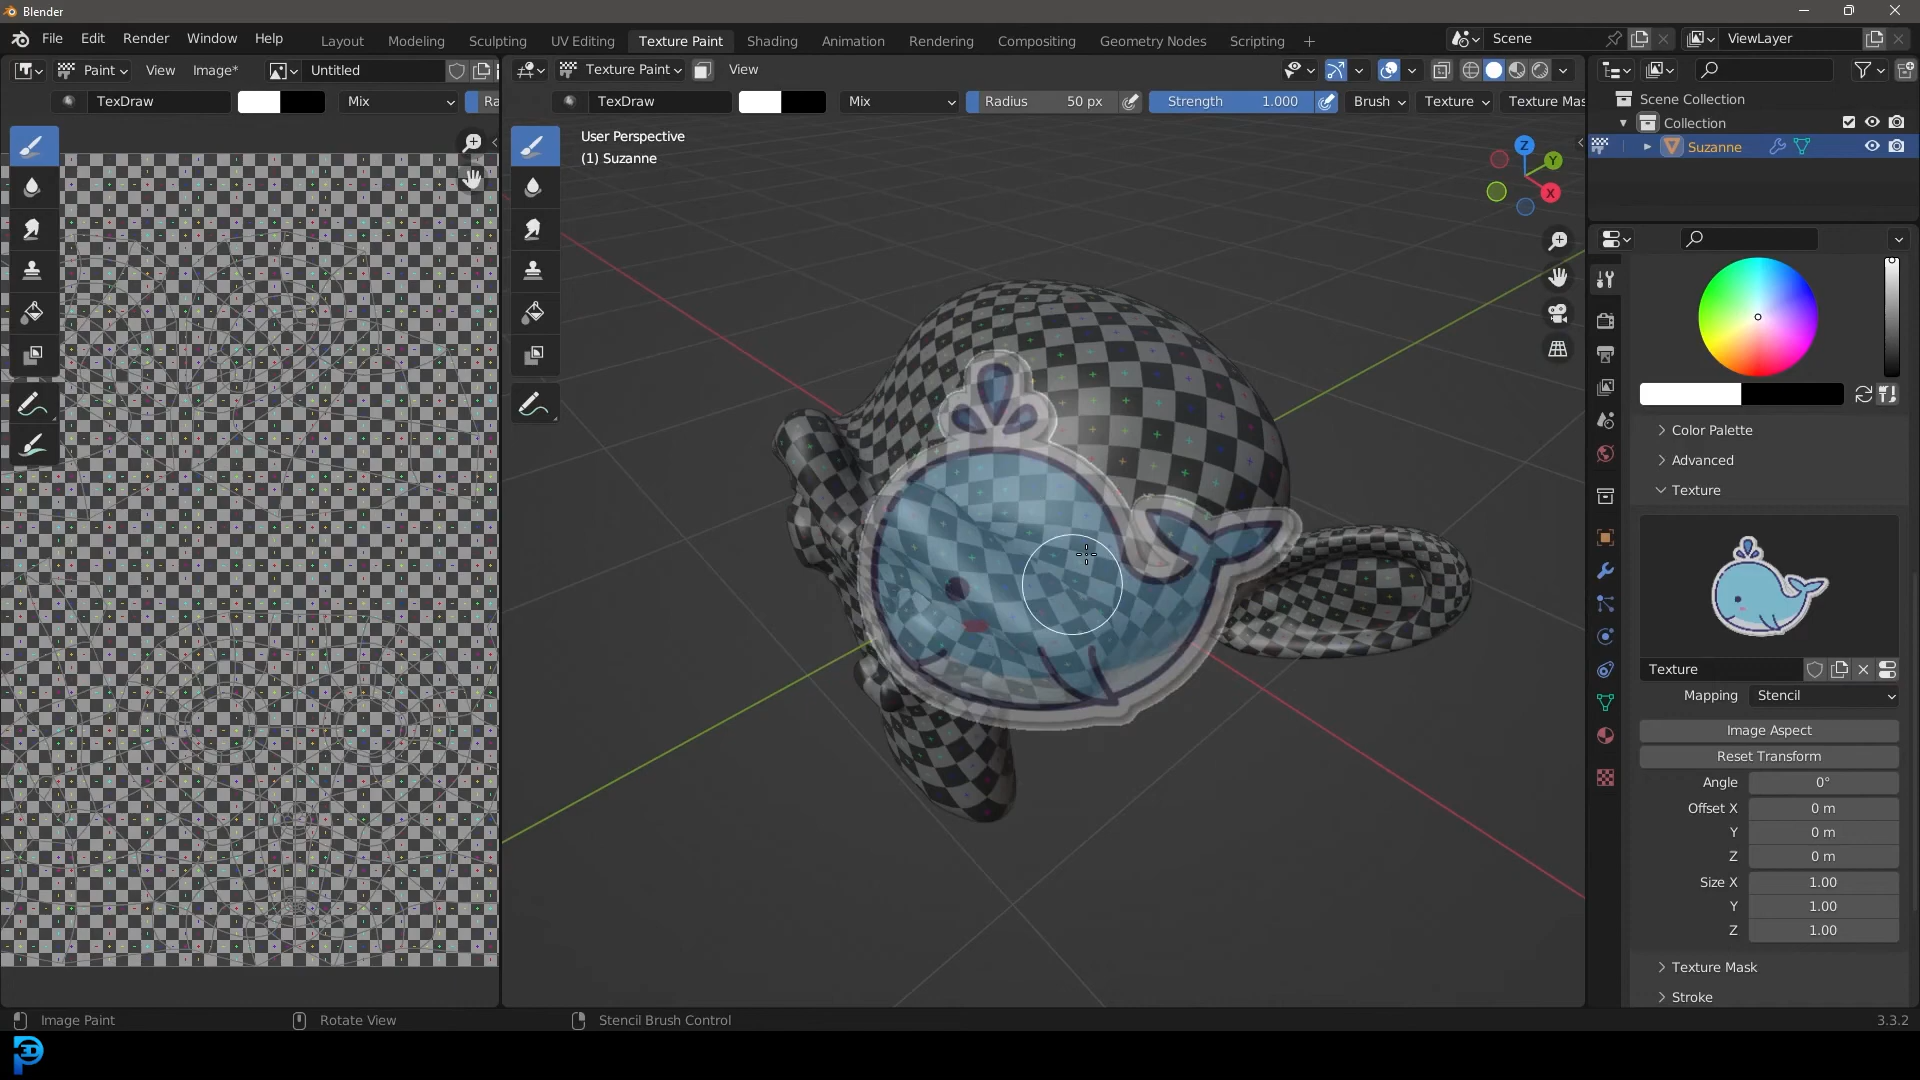 Blender
File Edit Render Window Help Layout Modeling Sculpting UV Editing Texture Paint Shading Animation Rendering Compositing Geometry Nodes Scripting + Scene ViewLayer
Paint View Image* Untitled Texture Paint View
TexDraw Mix Ra TexDraw Mix Radius 50 px Strength 1.000 Brush Texture Texture Mas
Scene Collection
Collection
Suzanne
User Perspective
(1) Suzanne
Z
Y
X
Color Palette
Advanced
Texture
Texture
Mapping Stencil
Image Aspect
Reset Transform
Angle 0°
Offset X 0 m
Y 0 m
Z 0 m
Size X 1.00
Y 1.00
Z 1.00
Texture Mask
Stroke
Image Paint Rotate View Stencil Brush Control 3.3.2
3D